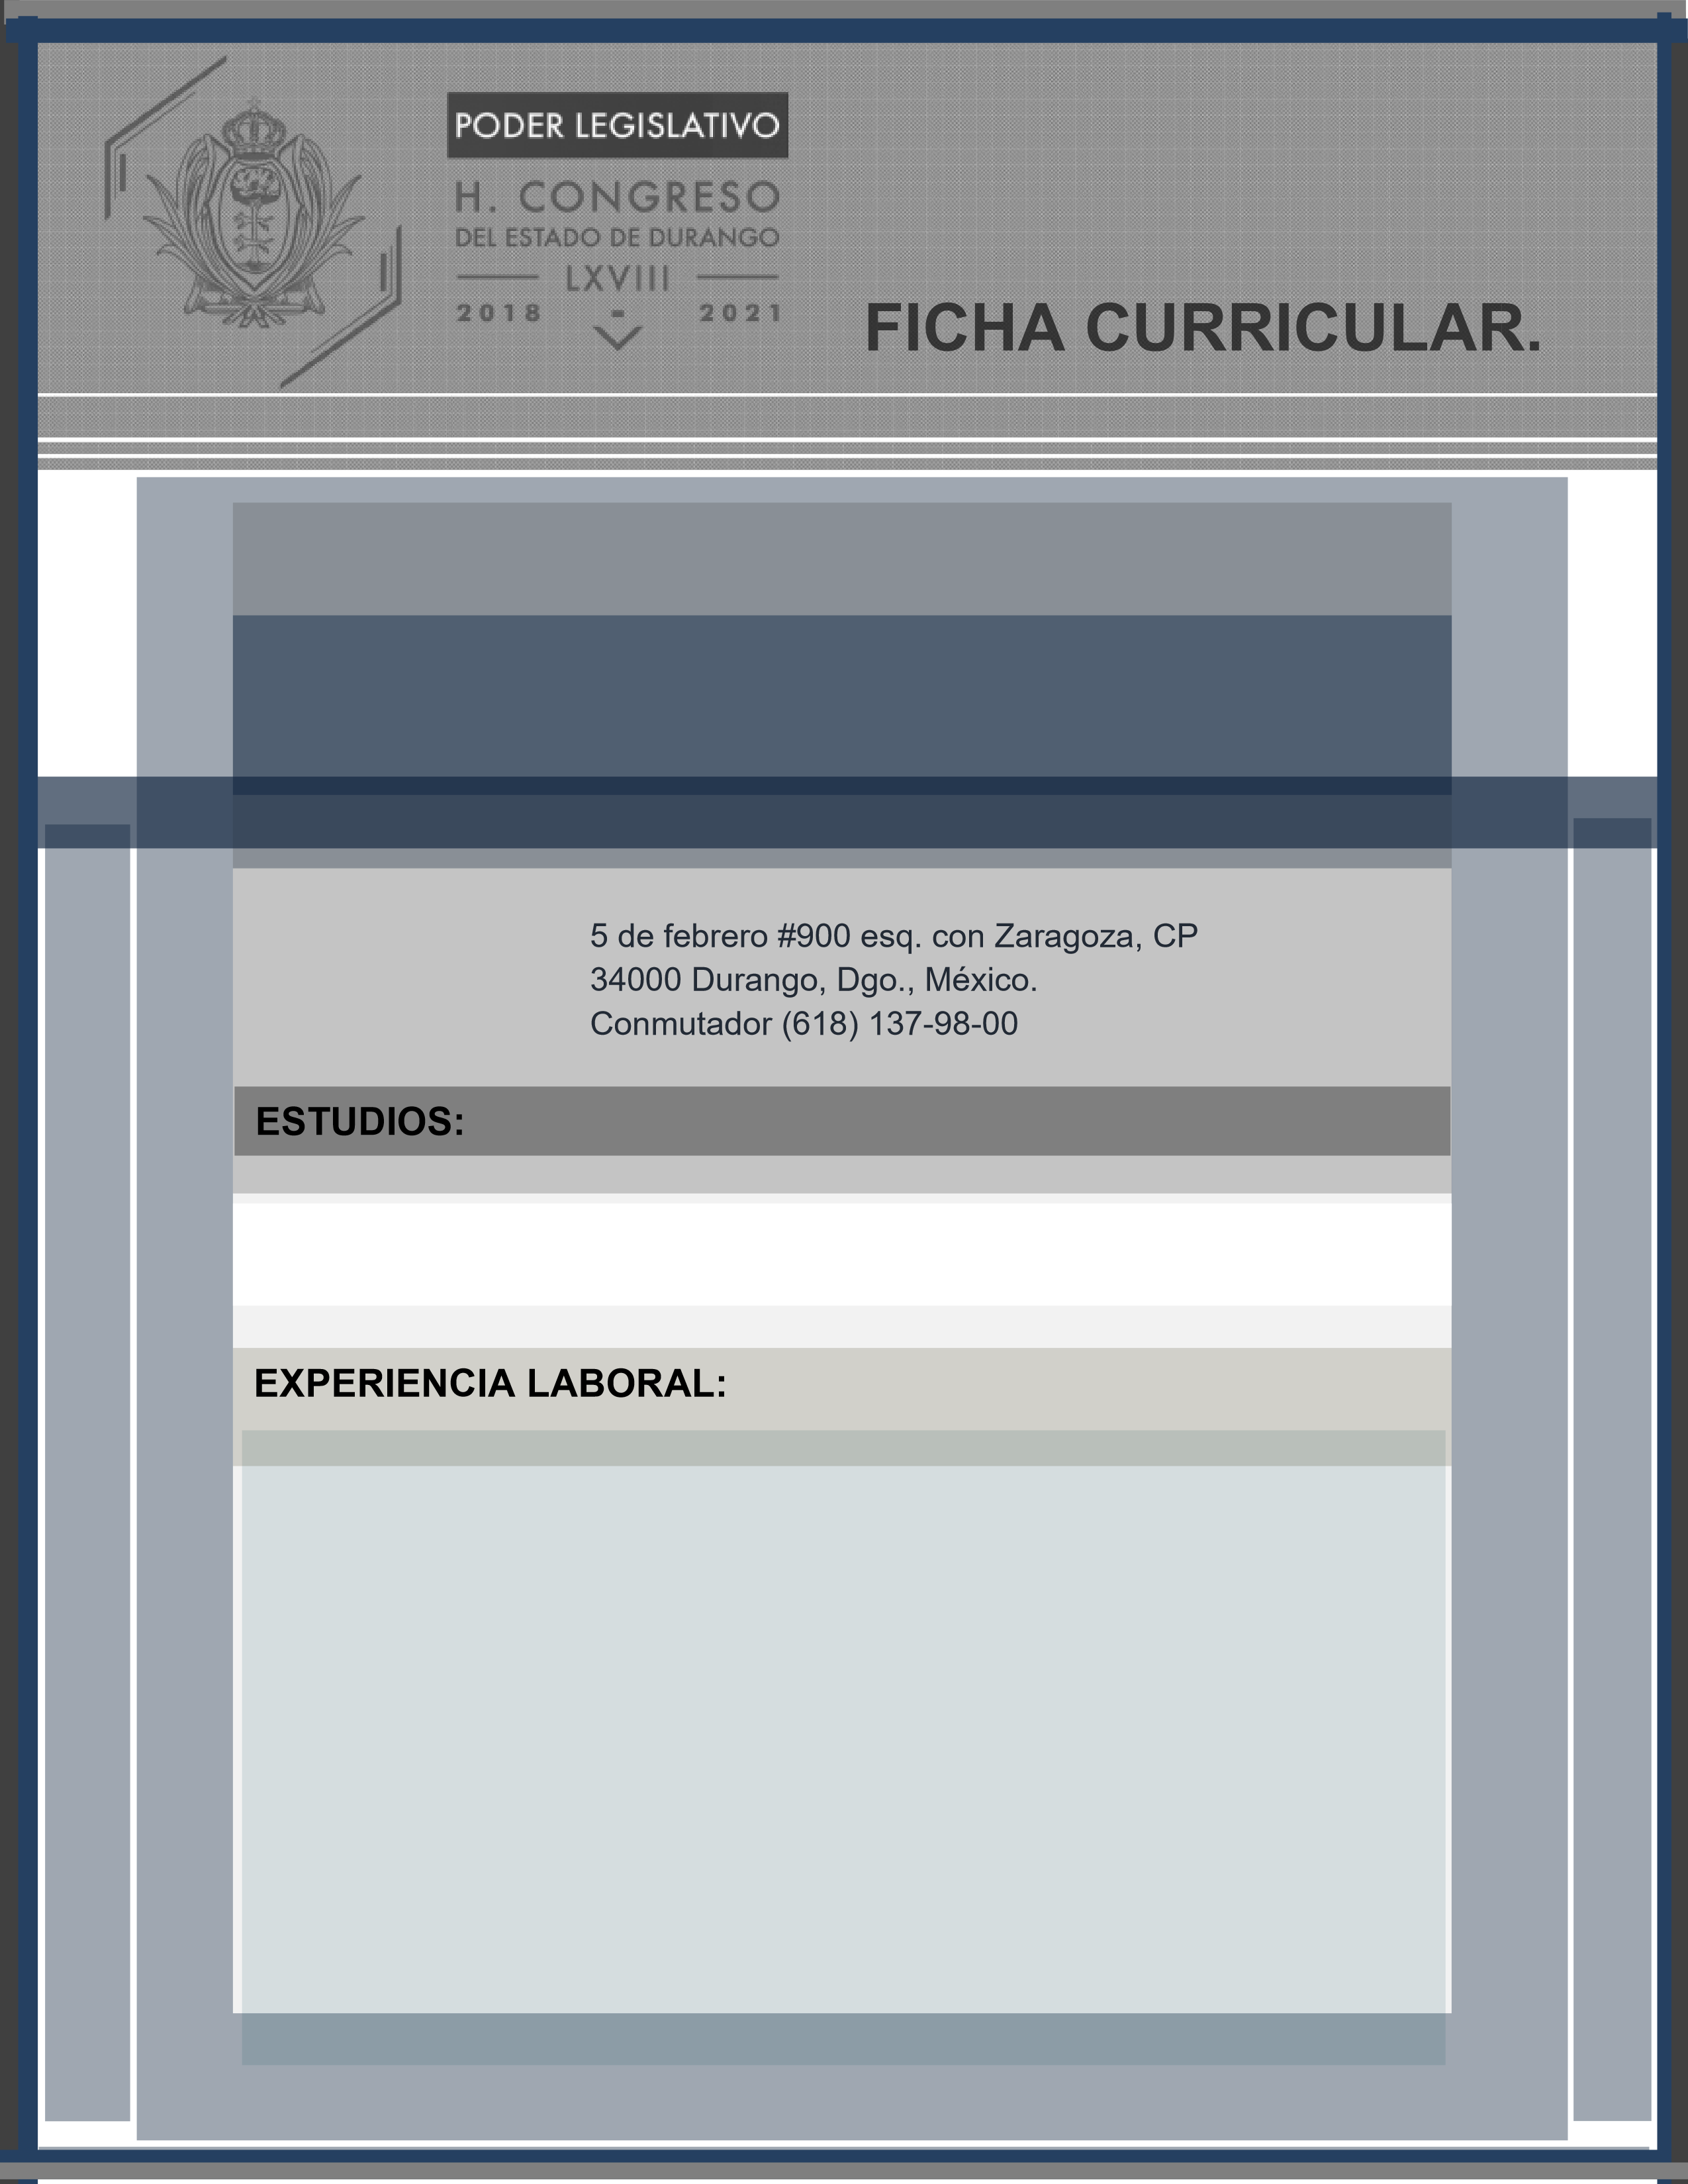 PODER LEGISLATIVO
H. CONGRESO
DEL ESTADO DE DURANGO
LXVIII
2018 - 2021
FICHA CURRICULAR.
5 de febrero #900 esq. con Zaragoza, CP
34000 Durango, Dgo., México.
Conmutador (618) 137-98-00
ESTUDIOS:
EXPERIENCIA LABORAL: